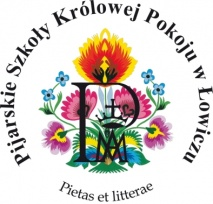 Pijarskie Szkoły Królowej Pokoju w Łowiczu
Pietas et litterae